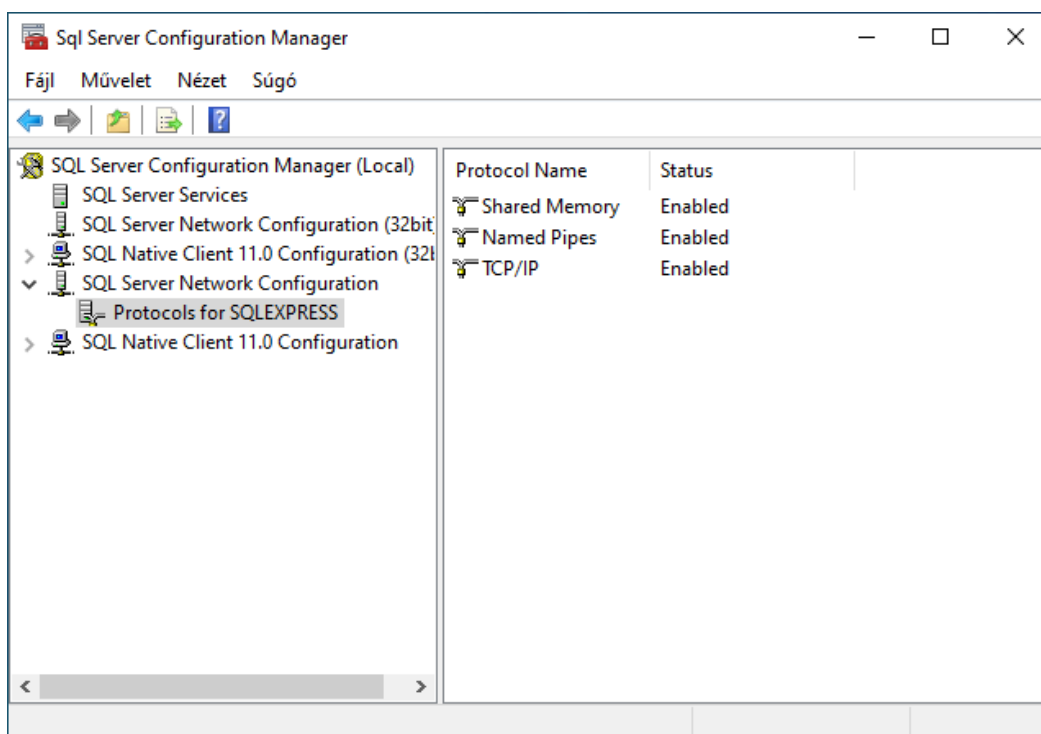 Sql Server Configuration Manager
Fájl Művelet Nézet Súgó
SQL Server Configuration Manager (Local)
SQL Server Services
SQL Server Network Configuration (32bit
SQL Native Client 11.0 Configuration (32b
SQL Server Network Configuration
Protocols for SQLEXPRESS
SQL Native Client 11.0 Configuration
Protocol Name Status
Shared Memory Enabled
Named Pipes Enabled
TCP/IP Enabled